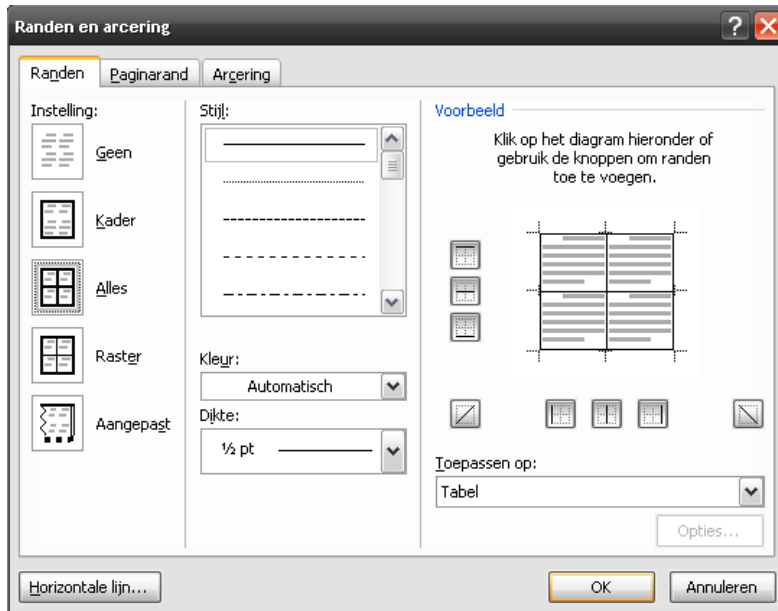 Randen en arcering
Randen
Paginarand
Arcering
Instelling:
Geen
Kader
Alles
Raster
Aangepast
Stijl:
Kleur:
Automatisch
Dikte:
½ pt
Voorbeeld
Klik op het diagram hieronder of
gebruik de knoppen om randen
toe te voegen.
Toepassen op:
Tabel
Opties...
Horizontale lijn...
OK
Annuleren